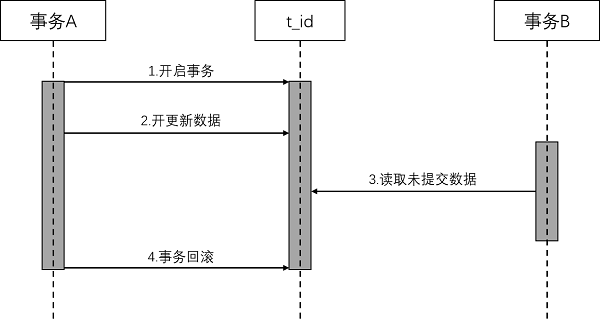 事务A
t_id
事务B
1.开启事务
2.开更新数据
3.读取未提交数据
4.事务回滚